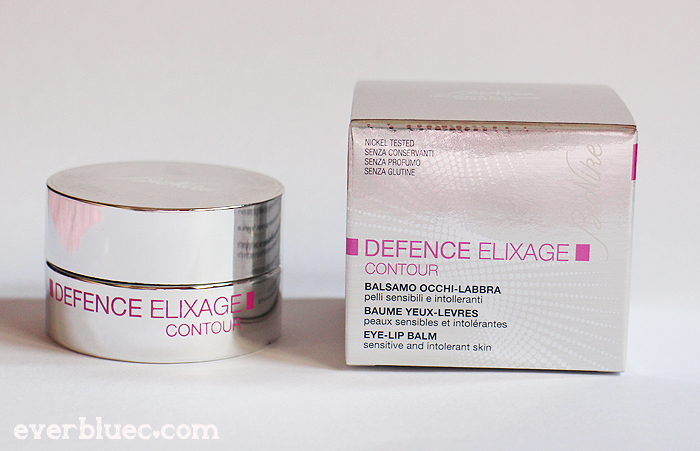 DEFENCE ELIXAGE
CONTOUR
NICKEL TESTED
SENZA CONSERVANTI
SENZA PROFUMO
SENZA GLUTINE
BioNike
DEFENCE ELIXAGE
CONTOUR
BALSAMO OCCHI-LABBRA
pelli sensibili e intolleranti
BAUME YEUX-LEVRES
peaux sensibles et intolérantes
EYE-LIP BALM
sensitive and intolerant skin
everbluec.com